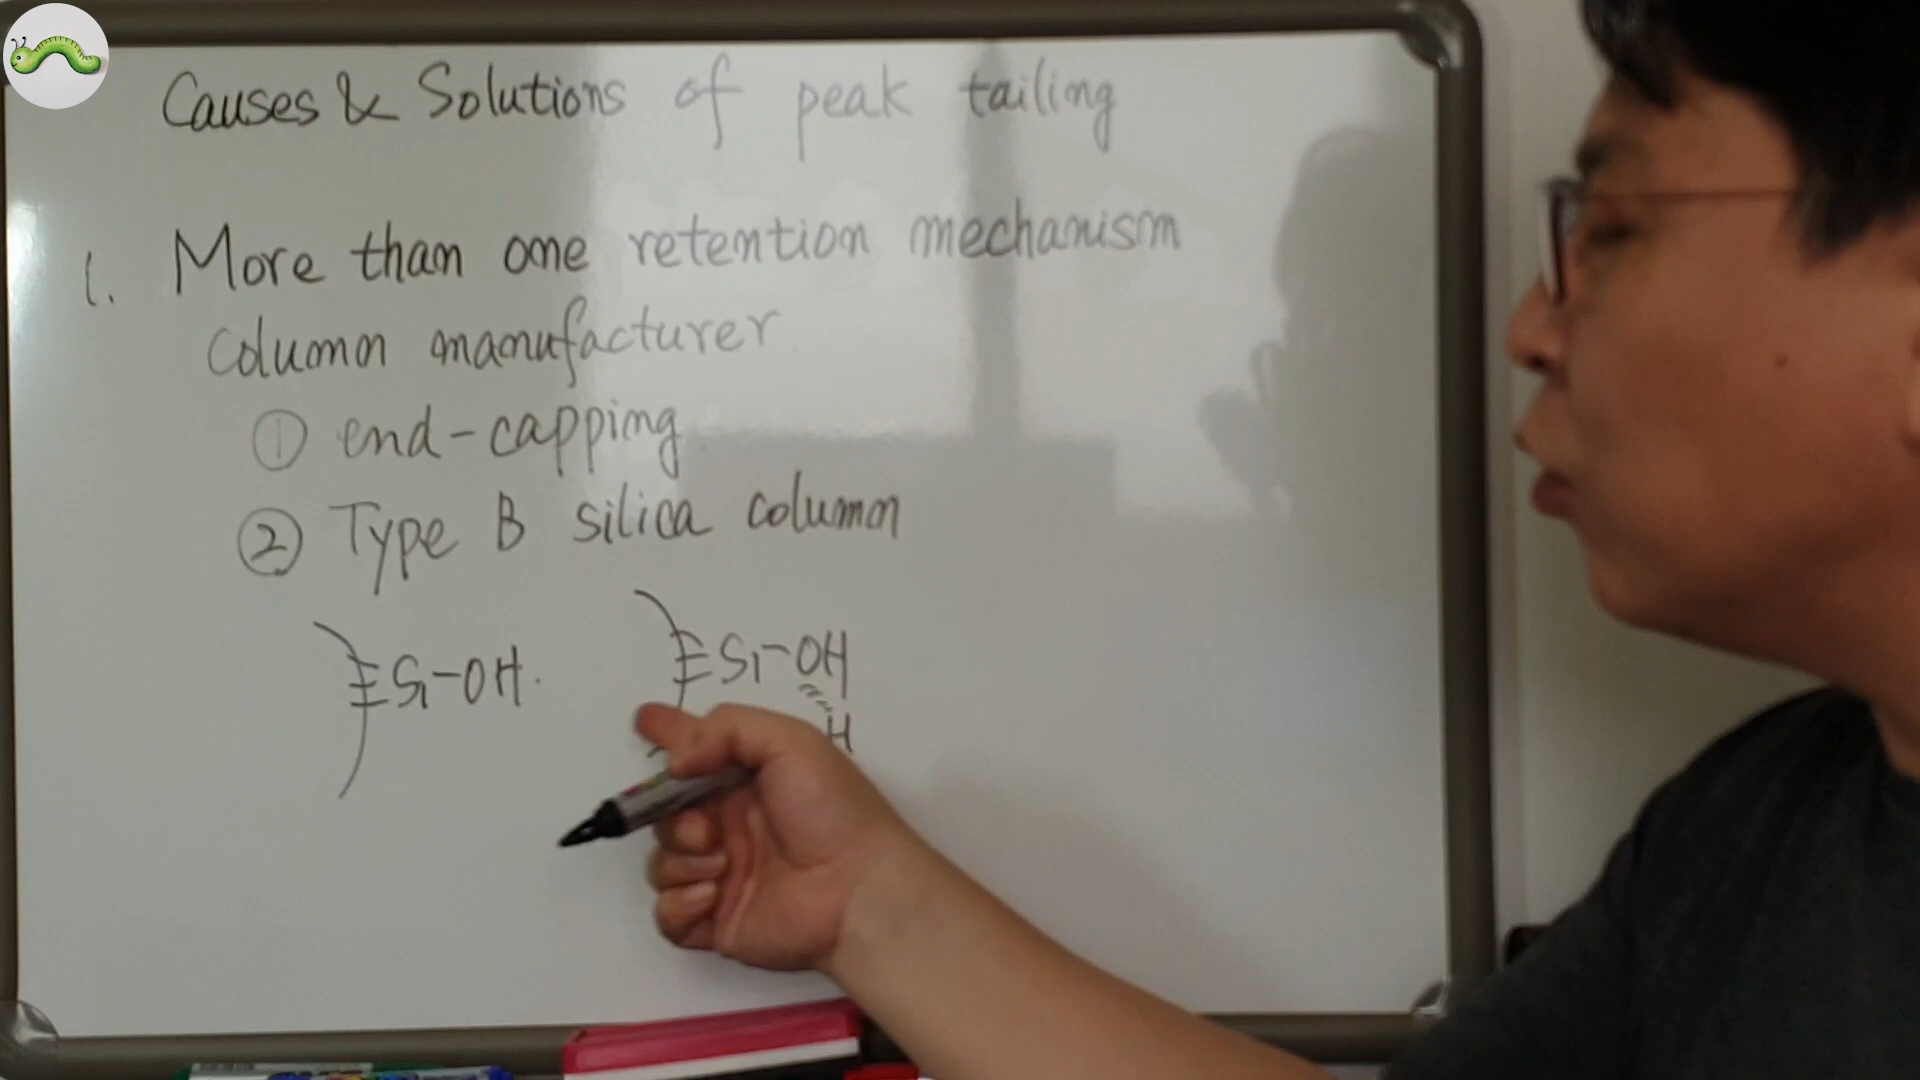 Causes & Solutions of peak tailing
1. More than one retention mechanism
Column manufacturer
① end-capping
② Type B silica column
Si-OH. Si-OH
H